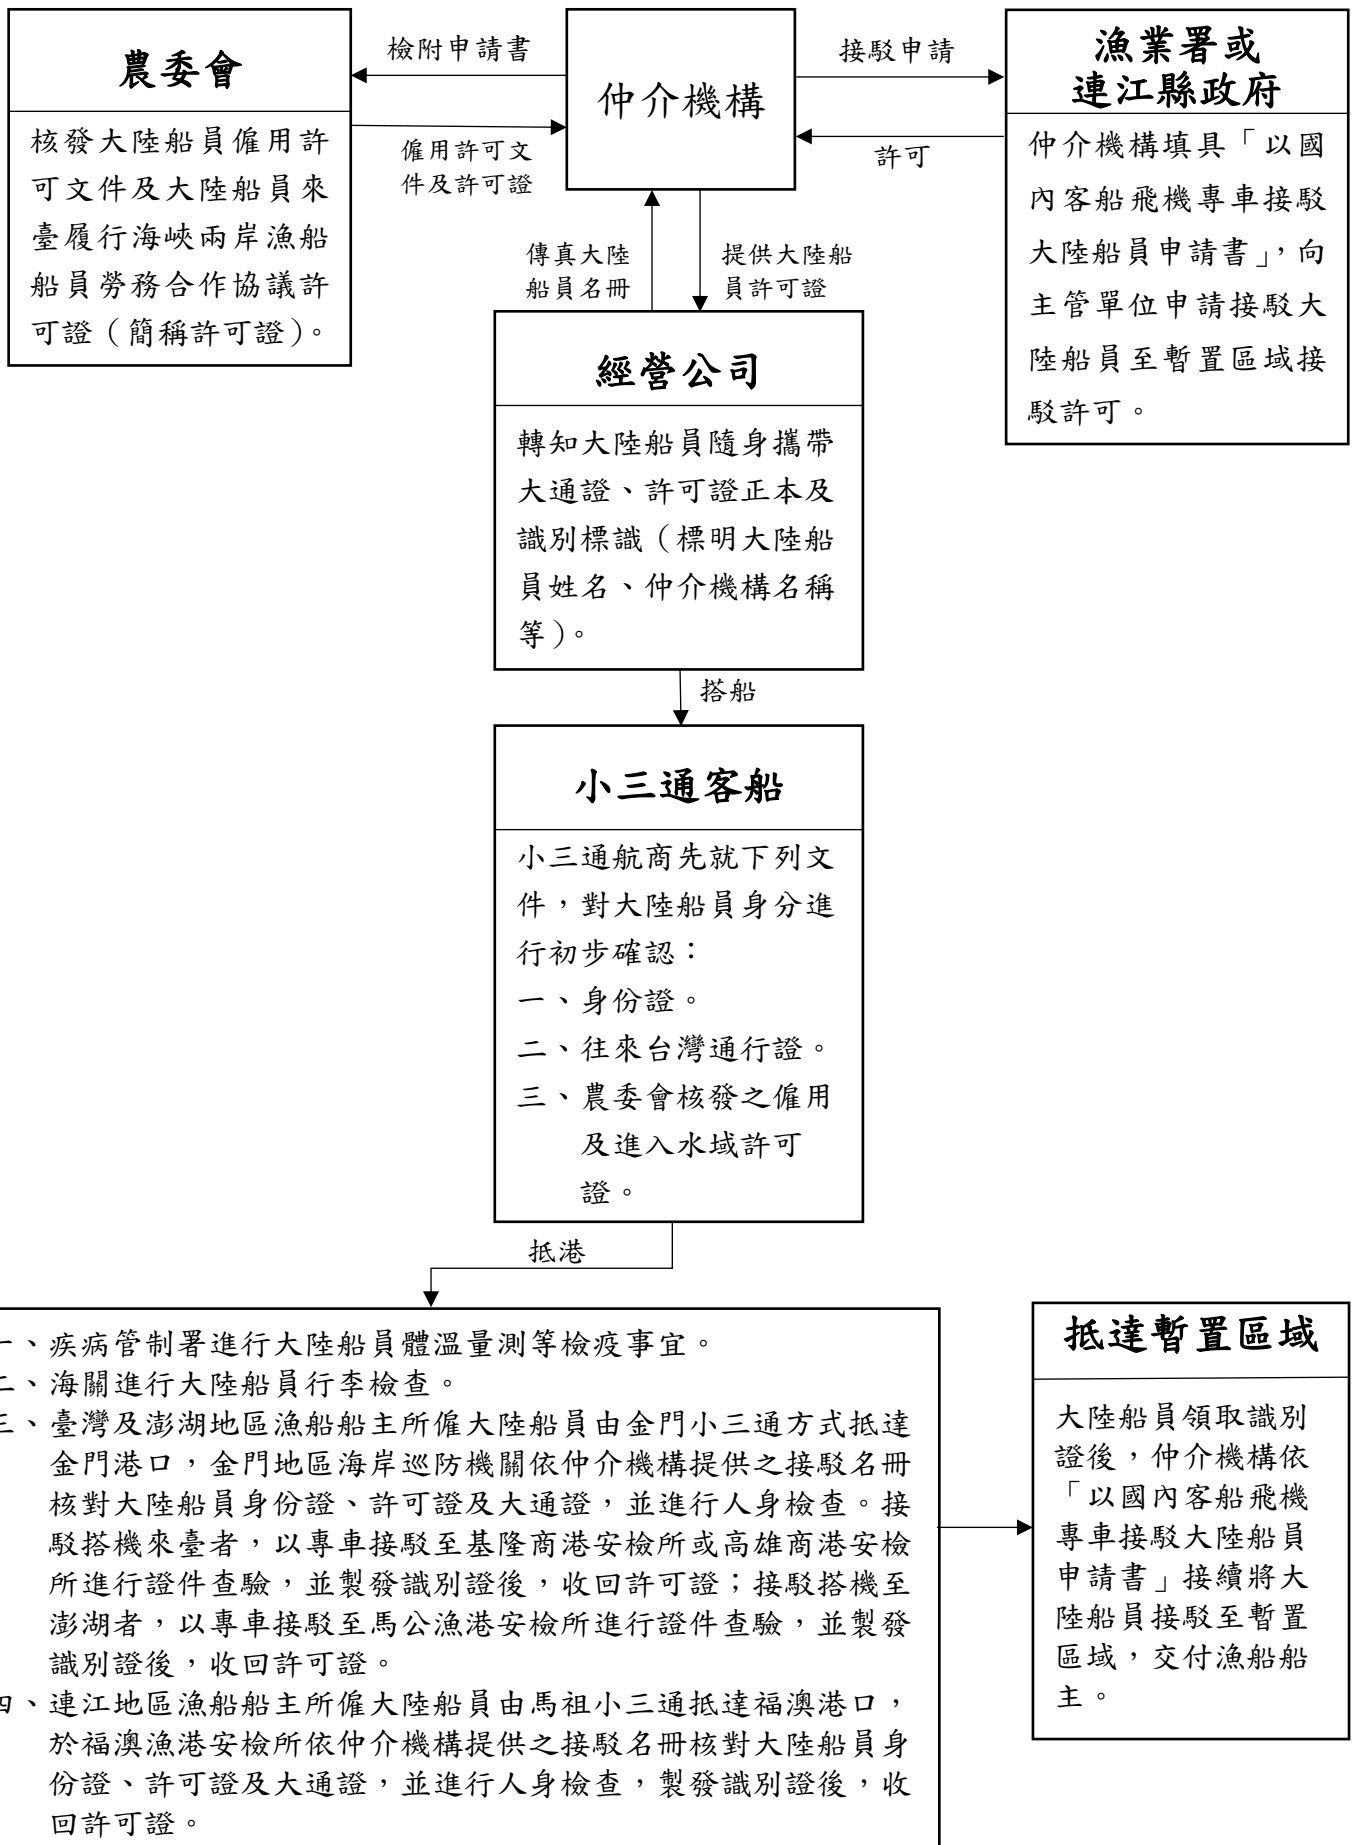 農委會
核發大陸船員僱用許
可文件及大陸船員來
臺履行海峽兩岸漁船
船員勞務合作協議許
可證（簡稱許可證）。
檢附申請書
僱用許可文
件及許可證
仲介機構
接駁申請
許可
漁業署或
連江縣政府
仲介機構填具「以國
內客船飛機專車接駁
大陸船員申請書」，向
主管單位申請接駁大
陸船員至暫置區域接
駁許可。
傳真大陸
船員名冊
提供大陸船
員許可證
經營公司
轉知大陸船員隨身攜帶
大通證、許可證正本及
識別標識（標明大陸船
員姓名、仲介機構名稱
等）。
搭船
小三通客船
小三通航商先就下列文
件，對大陸船員身分進
行初步確認：
一、身份證。
二、往來台灣通行證。
三、農委會核發之僱用
及進入水域許可
證。
抵港
一、疾病管制署進行大陸船員體溫量測等檢疫事宜。
二、海關進行大陸船員行李檢查。
三、臺灣及澎湖地區漁船船主所僱大陸船員由金門小三通方式抵達
金門港口，金門地區海岸巡防機關依仲介機構提供之接駁名冊
核對大陸船員身份證、許可證及大通證，並進行人身檢查。接
駁搭機來臺者，以專車接駁至基隆商港安檢所或高雄商港安檢
所進行證件查驗，並製發識別證後，收回許可證；接駁搭機至
澎湖者，以專車接駁至馬公漁港安檢所進行證件查驗，並製發
識別證後，收回許可證。
四、連江地區漁船船主所僱大陸船員由馬祖小三通抵達福澳港口，
於福澳漁港安檢所依仲介機構提供之接駁名冊核對大陸船員身
份證、許可證及大通證，並進行人身檢查，製發識別證後，收
回許可證。
抵達暫置區域
大陸船員領取識別
證後，仲介機構依
「以國內客船飛機
專車接駁大陸船員
申請書」接續將大
陸船員接駁至暫置
區域，交付漁船船
主。